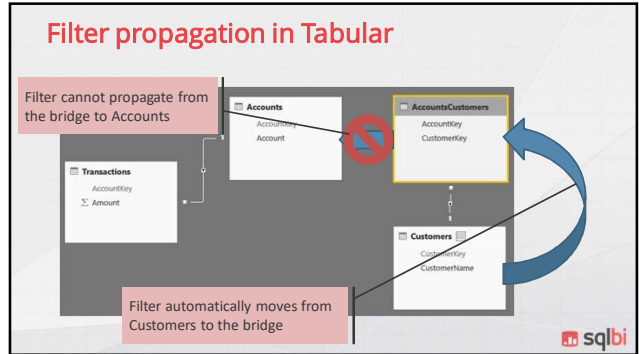 Filter propagation in Tabular
Filter cannot propagate from
the bridge to Accounts
Accounts
AccountKey
Account
AccountsCustomers
AccountKey
CustomerKey
Transactions
AccountKey
Σ Amount
Customers
CustomerKey
CustomerName
Filter automatically moves from
Customers to the bridge
sqlbi